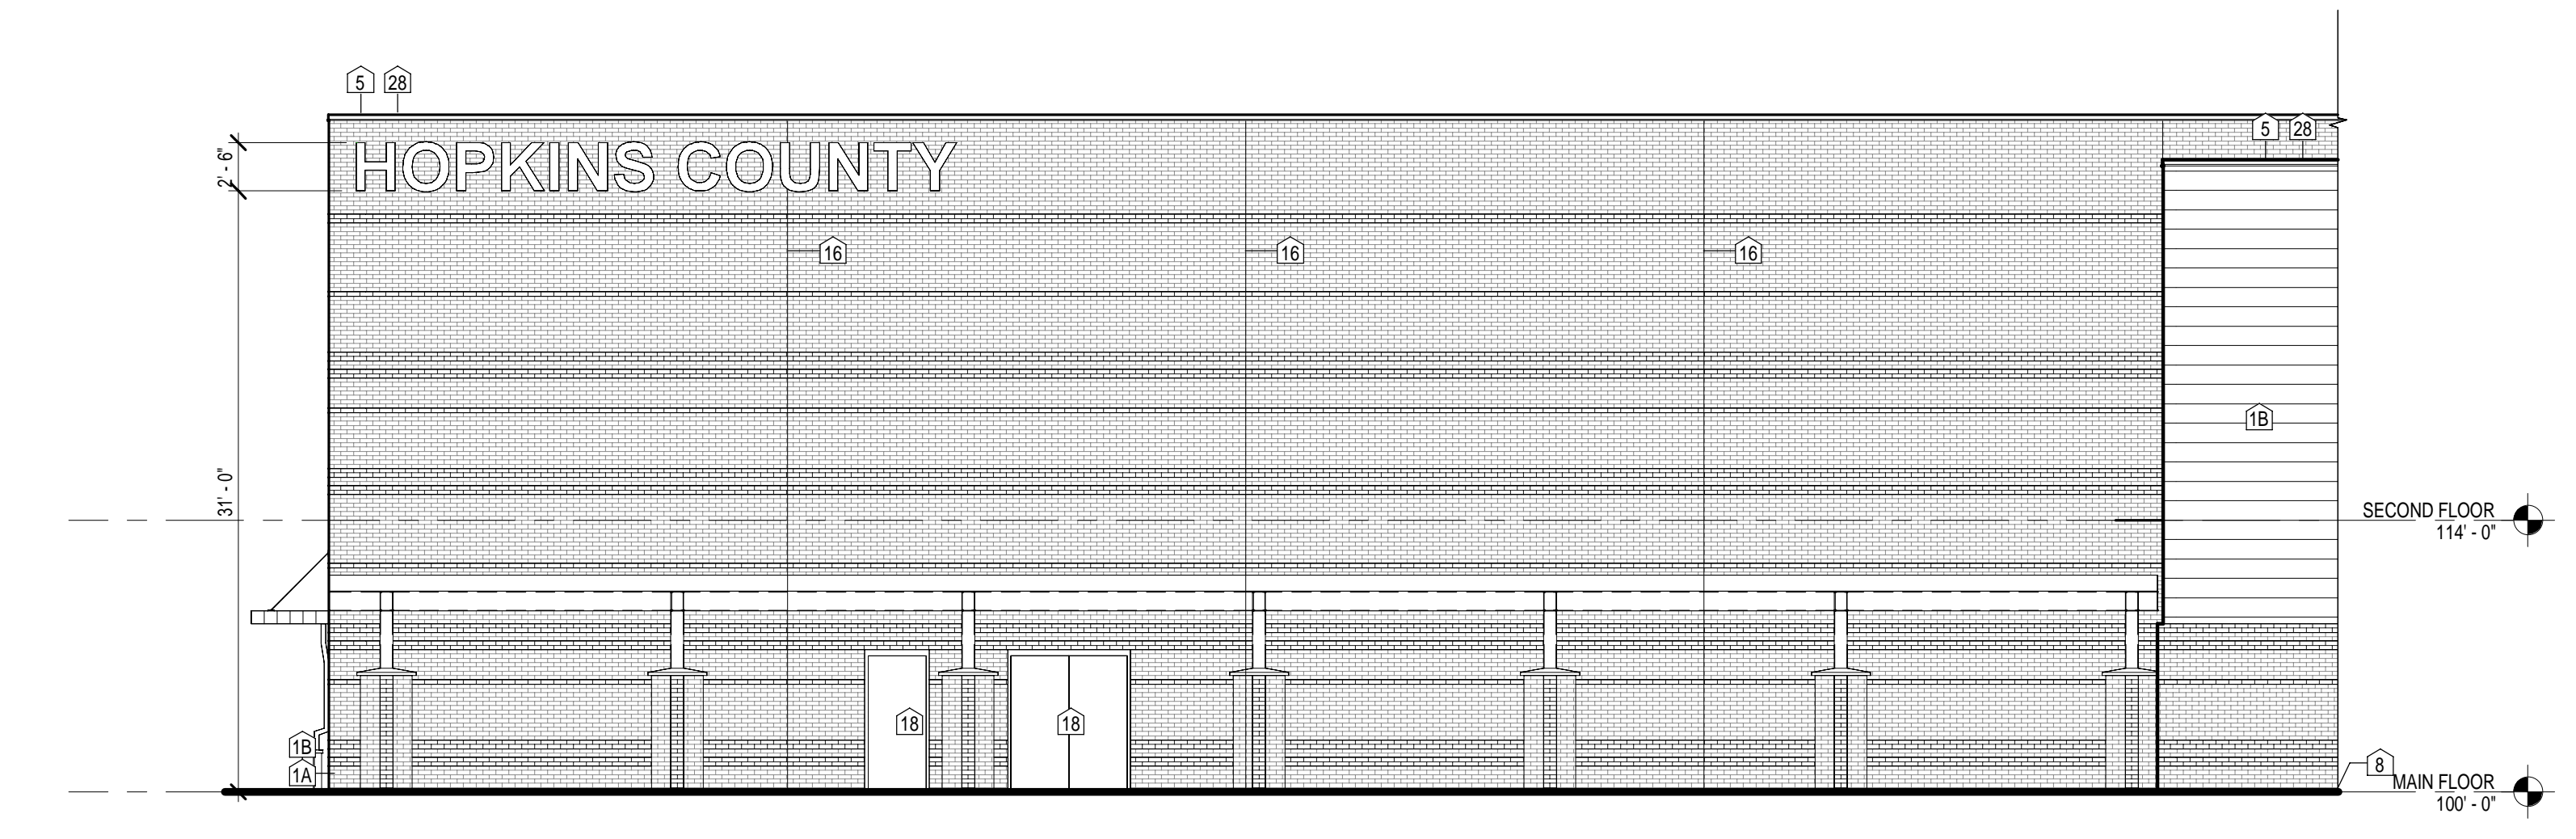 5 28
5 28
2' - 6"
HOPKINS COUNTY
16 16 16
1B
31' - 0"
SECOND FLOOR
114' - 0"
18 18
1B
1A
8
MAIN FLOOR
100' - 0"